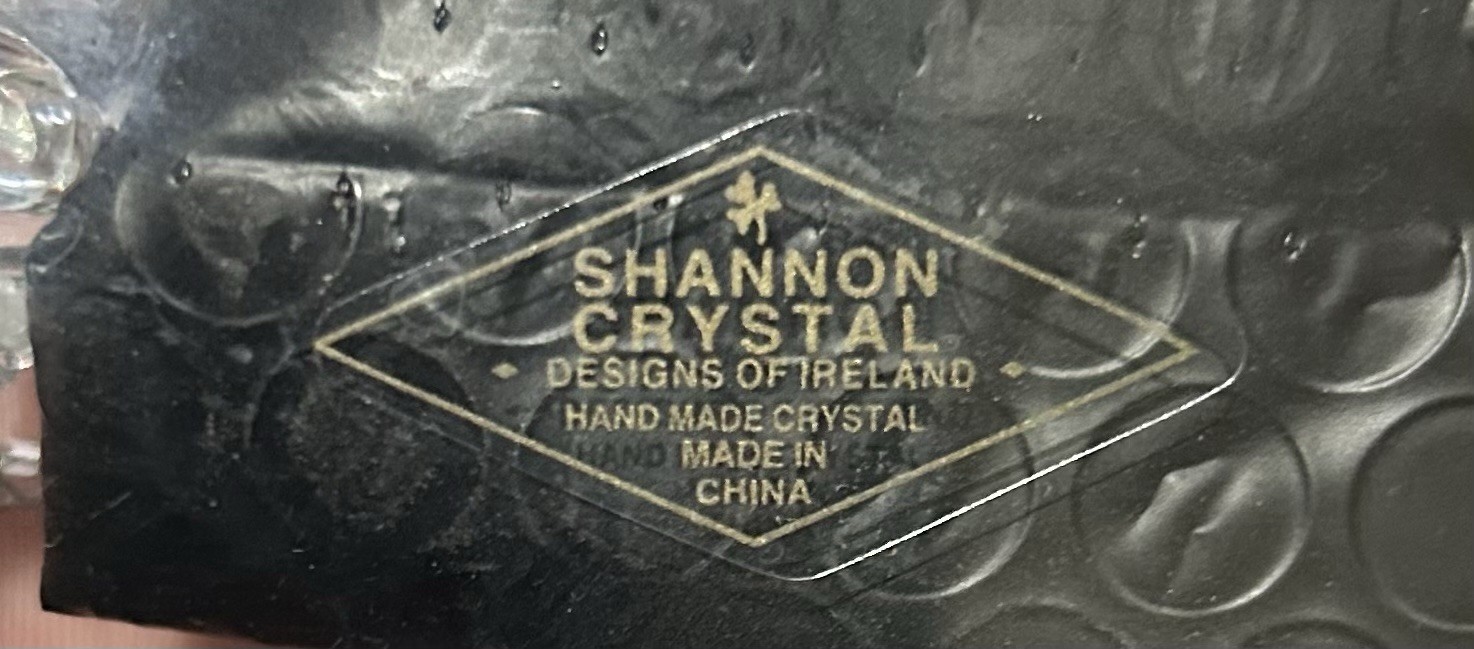 SHANNON
CRYSTAL
DESIGNS OF IRELAND
HAND MADE CRYSTAL
MADE IN
CHINA